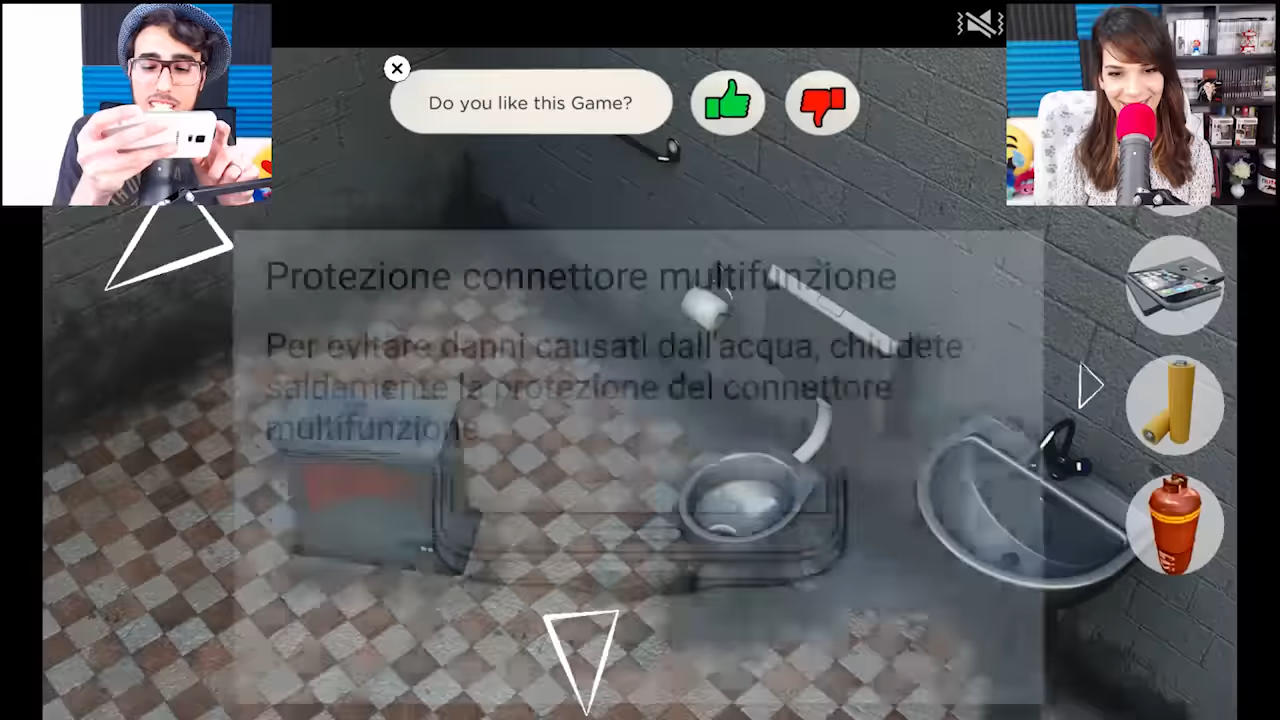 Do you like this Game?
Protezione connettore multifunzione
Per evitare danni causati dall'acqua, chiudete
saldamente la protezione del connettore
multifunzione